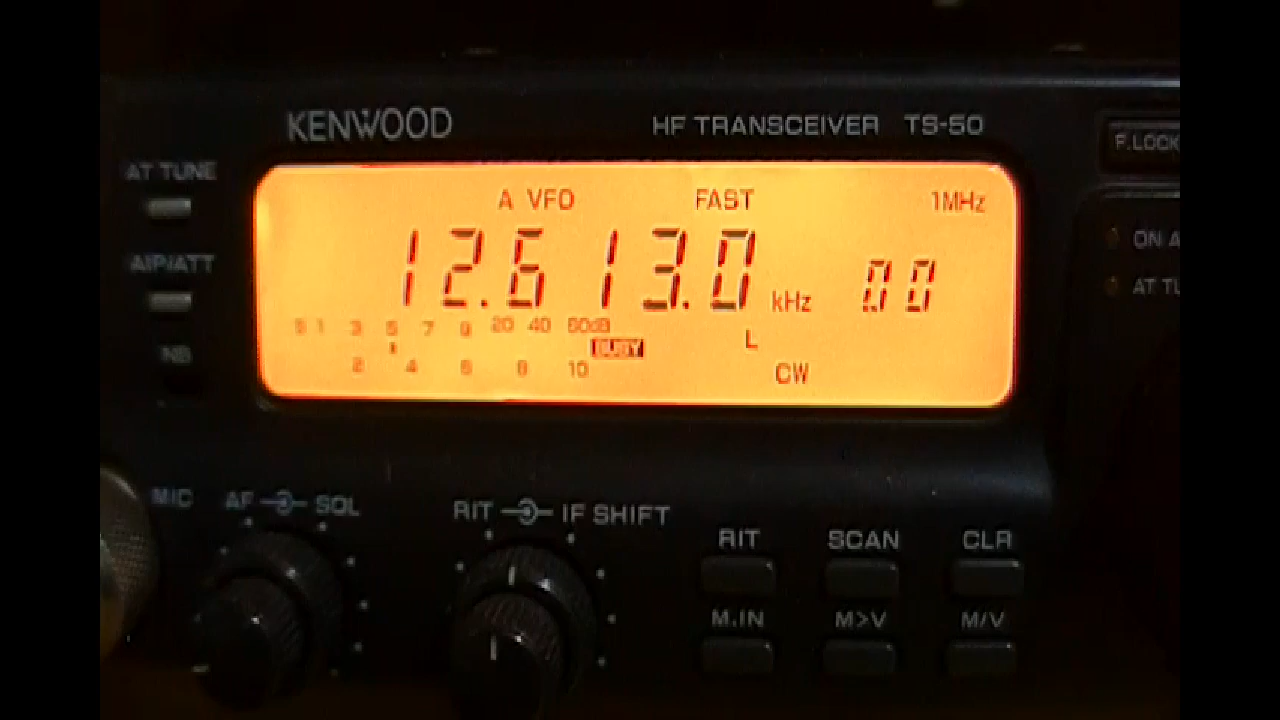 KENWOOD HF TRANSCEIVER TS-50
F.LOCK
AT TUNE
A VFO FAST 1MHz
12.613.0 kHz 00
ON A
AIP/ATT
AT TU
S 1 3 5 7 9 20 40 60dB
BUSY L
NB
2 4 6 8 10 CW
MIC AF SQL RIT IF SHIFT
RIT SCAN CLR
M.IN M>V M/V